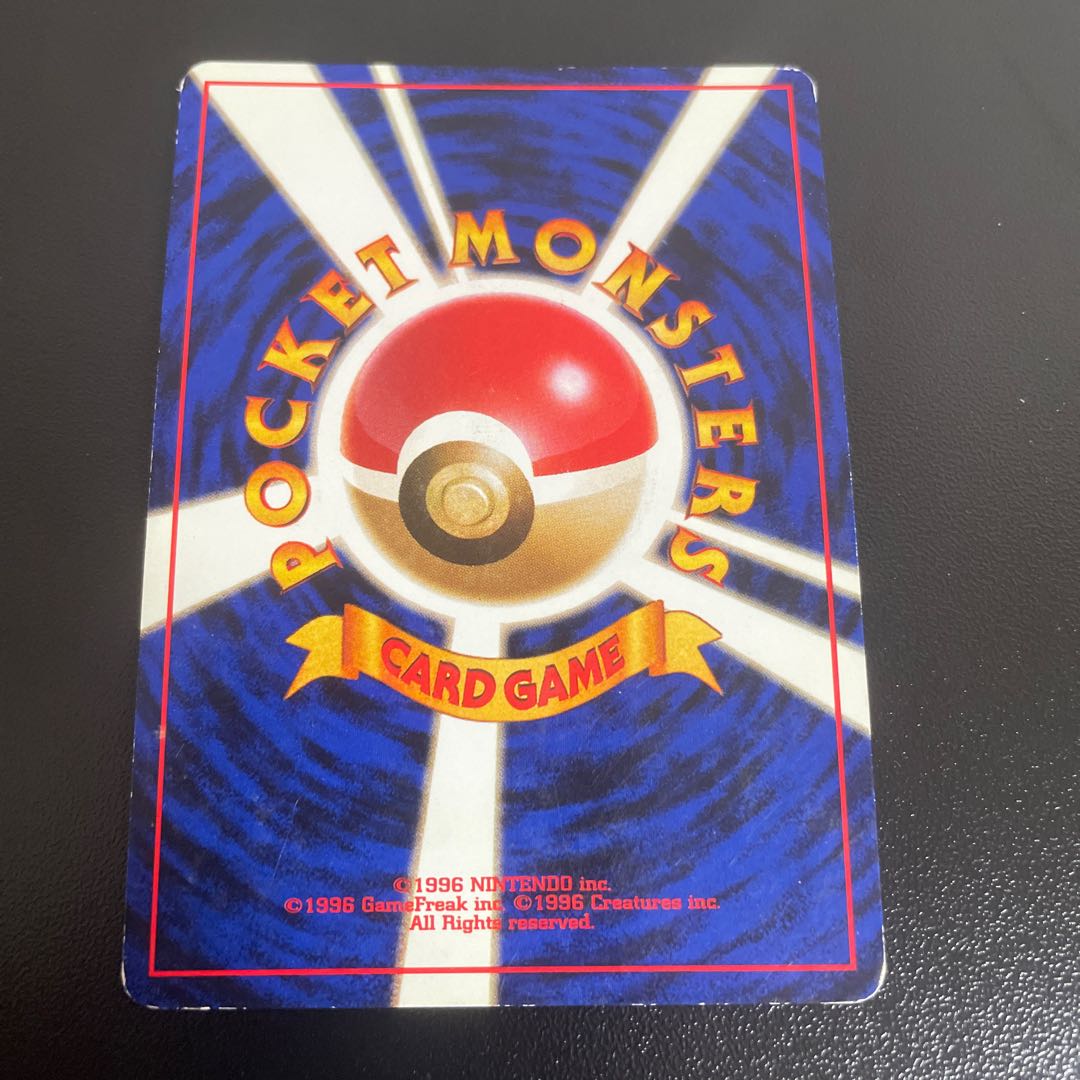 POCKET MONSTERS
CARD GAME
©1996 NINTENDO inc.
©1996 GameFreak inc. ©1996 Creatures inc.
All Rights reserved.